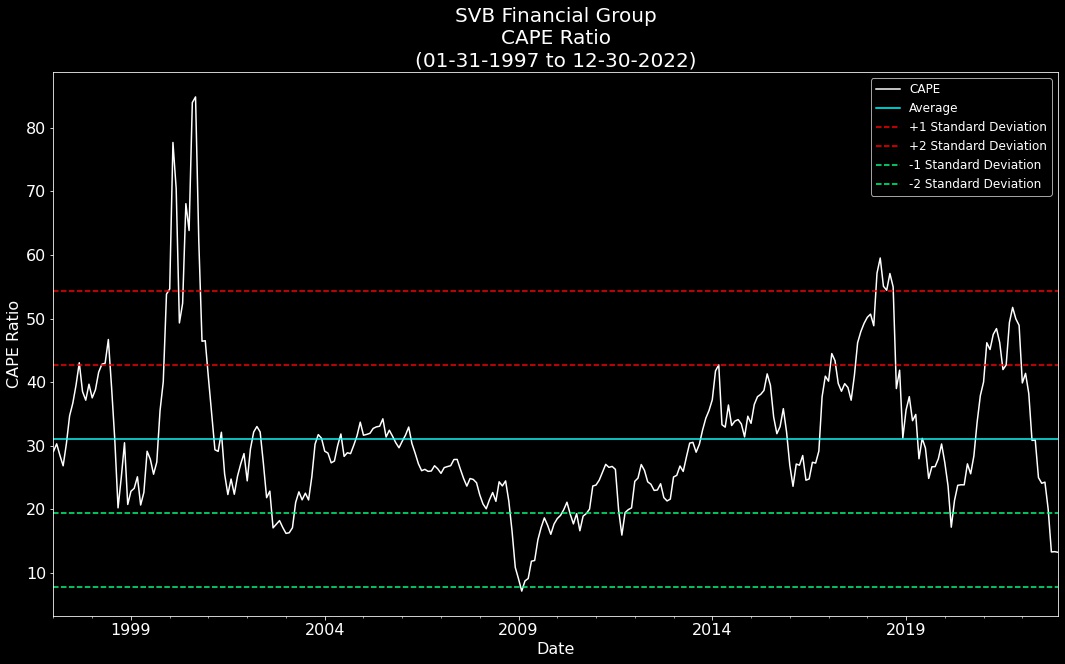 SVB Financial Group
CAPE Ratio
(01-31-1997 to 12-30-2022)
CAPE
Average
+1 Standard Deviation
+2 Standard Deviation
-1 Standard Deviation
-2 Standard Deviation
CAPE Ratio
80
70
60
50
40
30
20
10
1999
2004
2009
2014
2019
Date